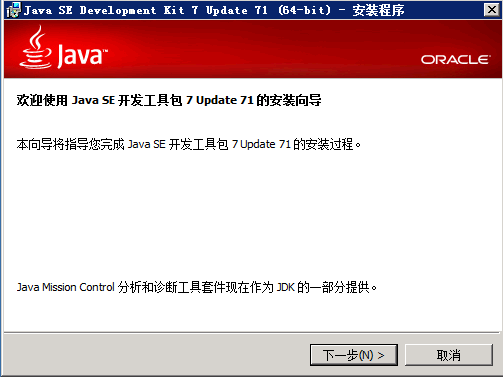 Java SE Development Kit 7 Update 71 (64-bit) - 安装程序
Java™
ORACLE®
欢迎使用 Java SE 开发工具包 7 Update 71 的安装向导
本向导将指导您完成 Java SE 开发工具包 7 Update 71 的安装过程。
Java Mission Control 分析和诊断工具套件现在作为 JDK 的一部分提供。
下一步(N) >
取消